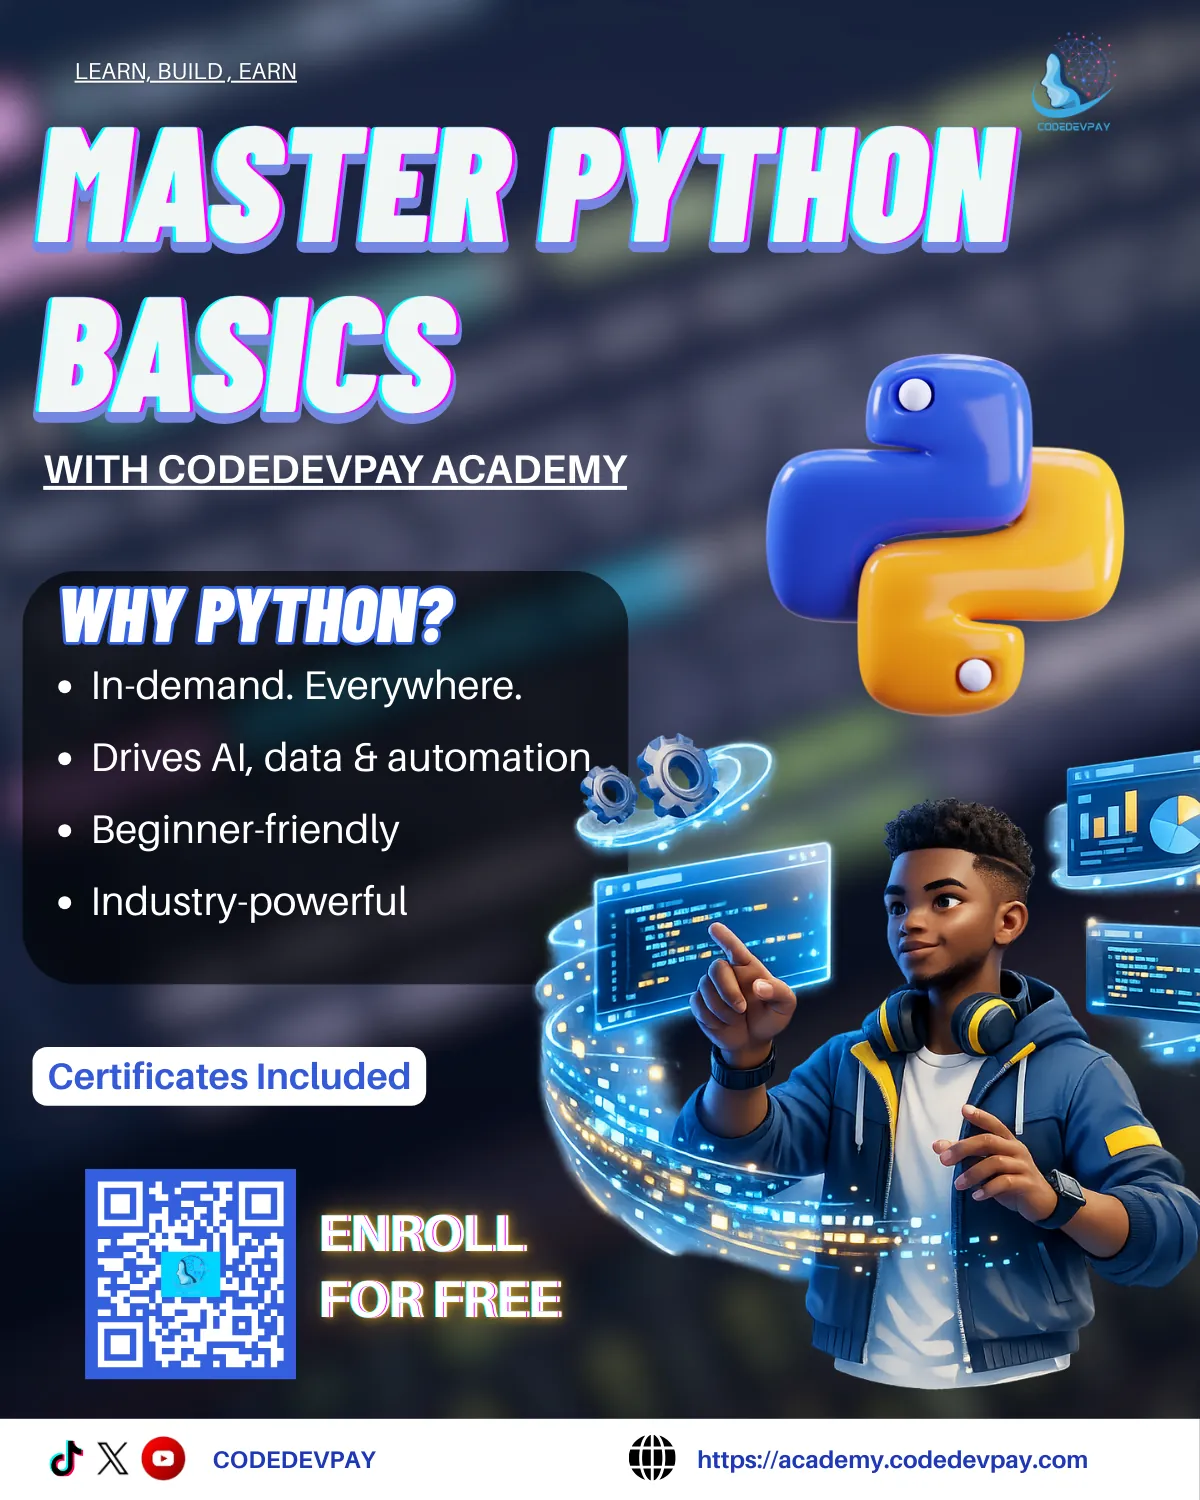 LEARN, BUILD , EARN
CODEDEVPAY
MASTER PYTHON
BASICS
WITH CODEDEVPAY ACADEMY
WHY PYTHON?
In-demand. Everywhere.
Drives AI, data & automation
Beginner-friendly
Industry-powerful
Certificates Included
ENROLL
FOR FREE
CODEDEVPAY
https://academy.codedevpay.com